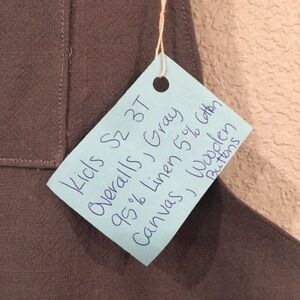 Kids Sz 3T
Overalls, Gray
95% Linen 5% Cotton
Canvas, Wooden
Buttons